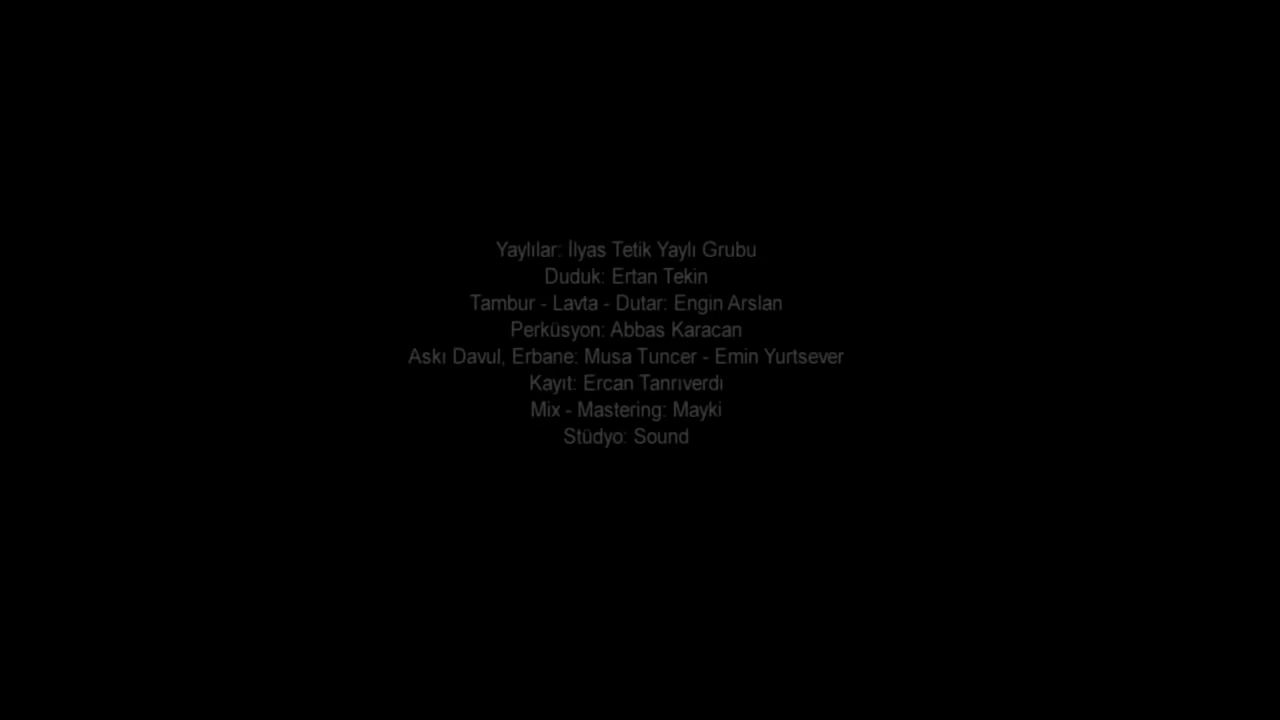 Yaylılar: İlyas Tetik Yaylı Grubu
Duduk: Ertan Tekin
Tambur - Lavta - Dutar: Engin Arslan
Perküsyon: Abbas Karacan
Askı Davul, Erbane: Musa Tuncer - Emin Yurtsever
Kayıt: Ercan Tanrıverdı
Mix - Mastering: Mayki
Stüdyo: Sound